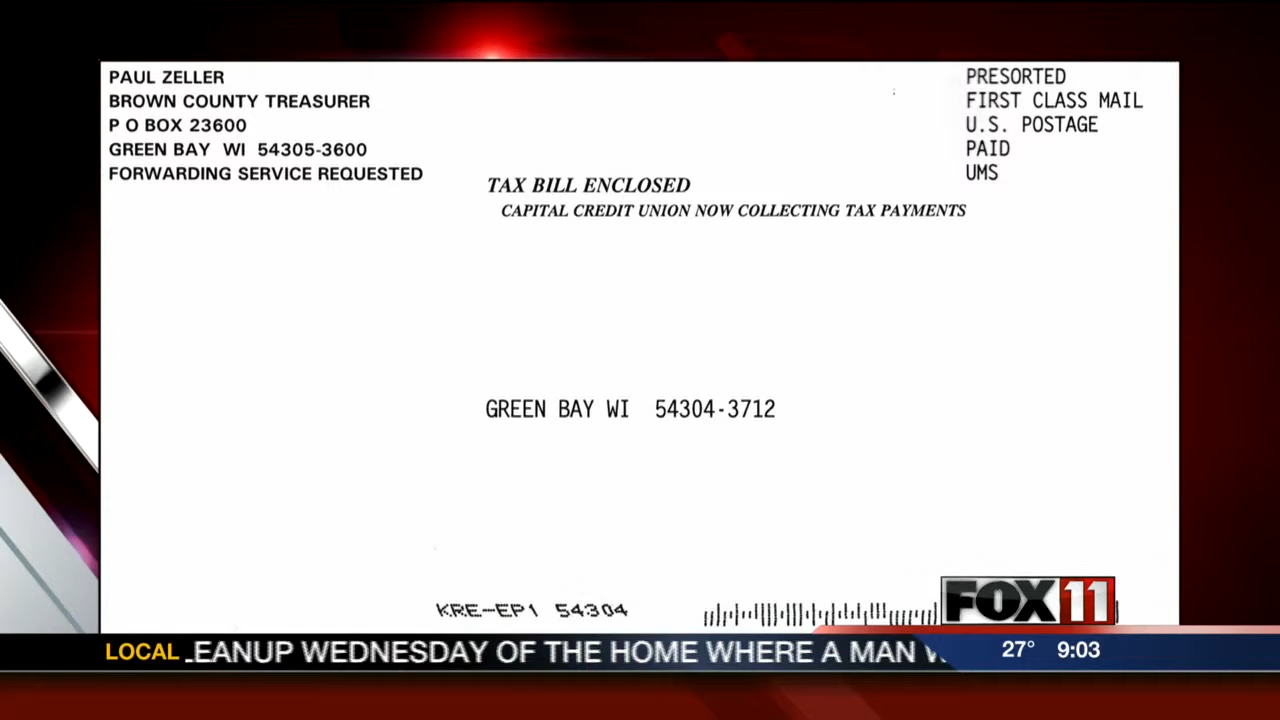 PAUL ZELLER
BROWN COUNTY TREASURER
P O BOX 23600
GREEN BAY WI 54305-3600
FORWARDING SERVICE REQUESTED
PRESORTED
FIRST CLASS MAIL
U.S. POSTAGE
PAID
UMS
TAX BILL ENCLOSED
CAPITAL CREDIT UNION NOW COLLECTING TAX PAYMENTS
GREEN BAY WI 54304-3712
KRE-EP1 54304
FOX 11
LOCAL EANUP WEDNESDAY OF THE HOME WHERE A MAN
27° 9:03